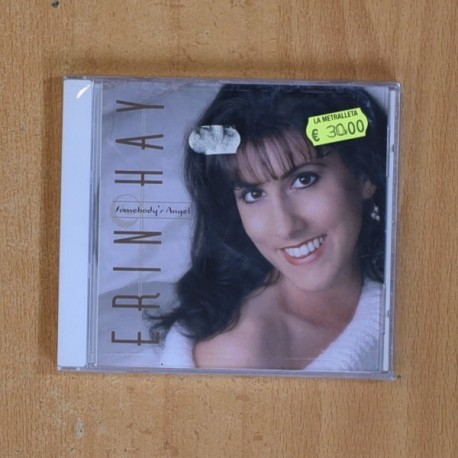 ERIN HAY
Somebody's Angel
LA METRALLETA
€ 30,00